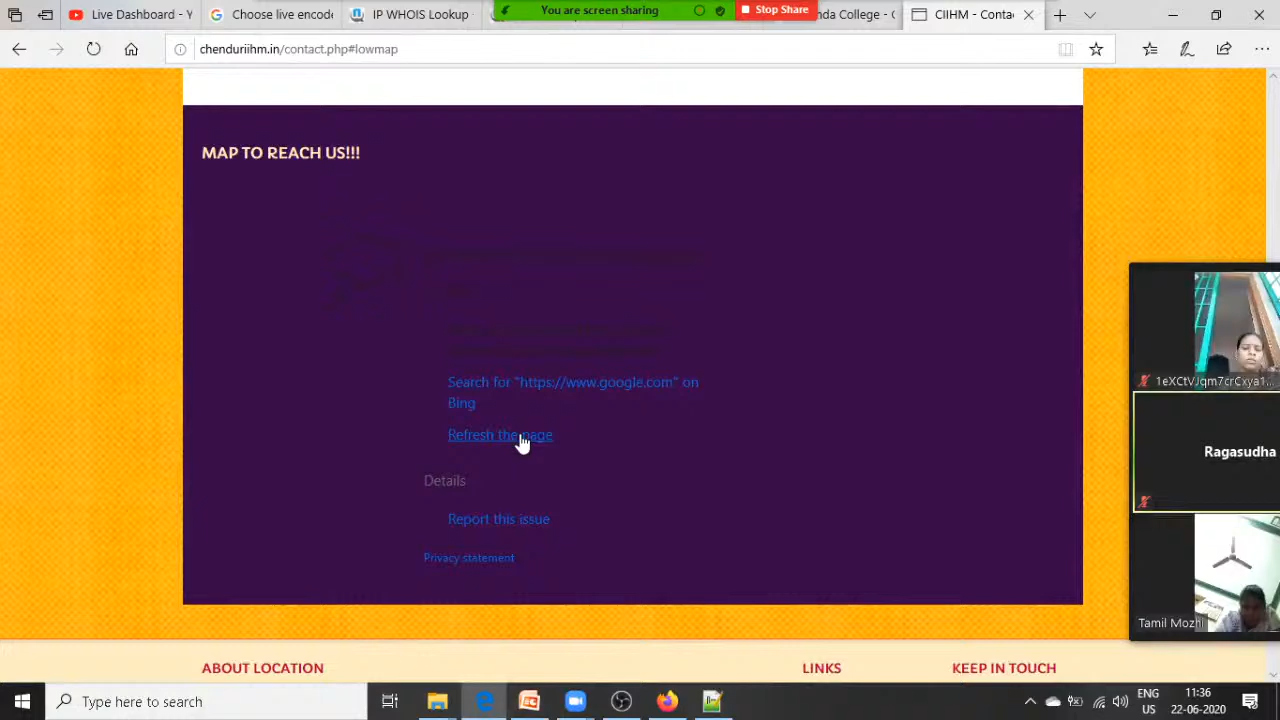 Live Dashboard - Y
Choose live encode
IP WHOIS Lookup
You are screen sharing
Stop Share
nda College - C
CIIHM - Contac
chenduriihm.in/contact.php#lowmap
MAP TO REACH US!!!
Search for "https://www.google.com" on
Bing
Refresh the page
Details
Report this issue
Privacy statement
1eXCtVJqm7crCxya1...
Ragasudha
Tamil Mozhi
ABOUT LOCATION
LINKS
KEEP IN TOUCH
Type here to search
ENG
US
11:36
22-06-2020